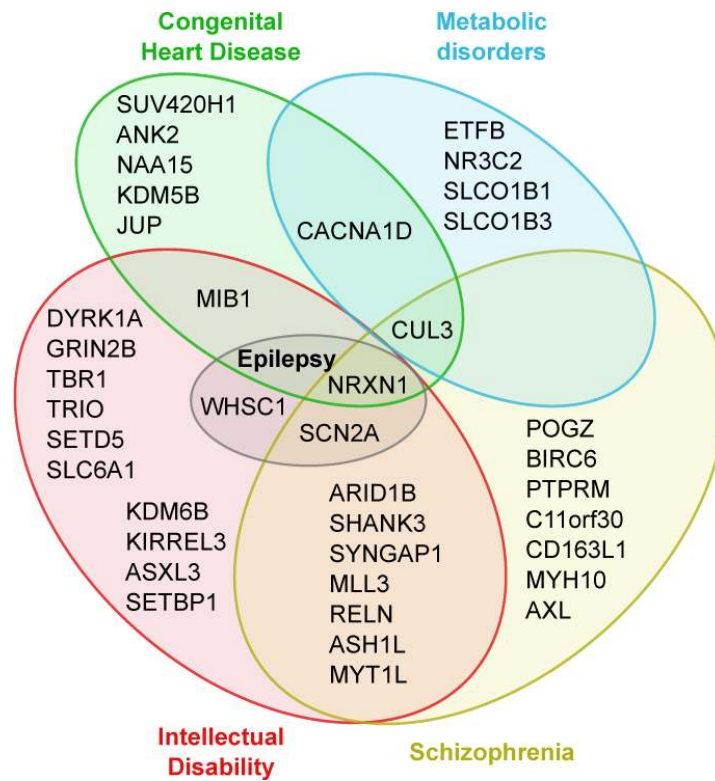 Congenital
Heart Disease
Metabolic
disorders
SUV420H1
ANK2
NAA15
KDM5B
JUP
ETFB
NR3C2
SLCO1B1
SLCO1B3
CACNA1D
MIB1
CUL3
DYRK1A
GRIN2B
TBR1
TRIO
SETD5
SLC6A1
Epilepsy
NRXN1
WHSC1
SCN2A
KDM6B
KIRREL3
ASXL3
SETBP1
ARID1B
SHANK3
SYNGAP1
MLL3
RELN
ASH1L
MYT1L
POGZ
BIRC6
PTPRM
C11orf30
CD163L1
MYH10
AXL
Intellectual
Disability
Schizophrenia